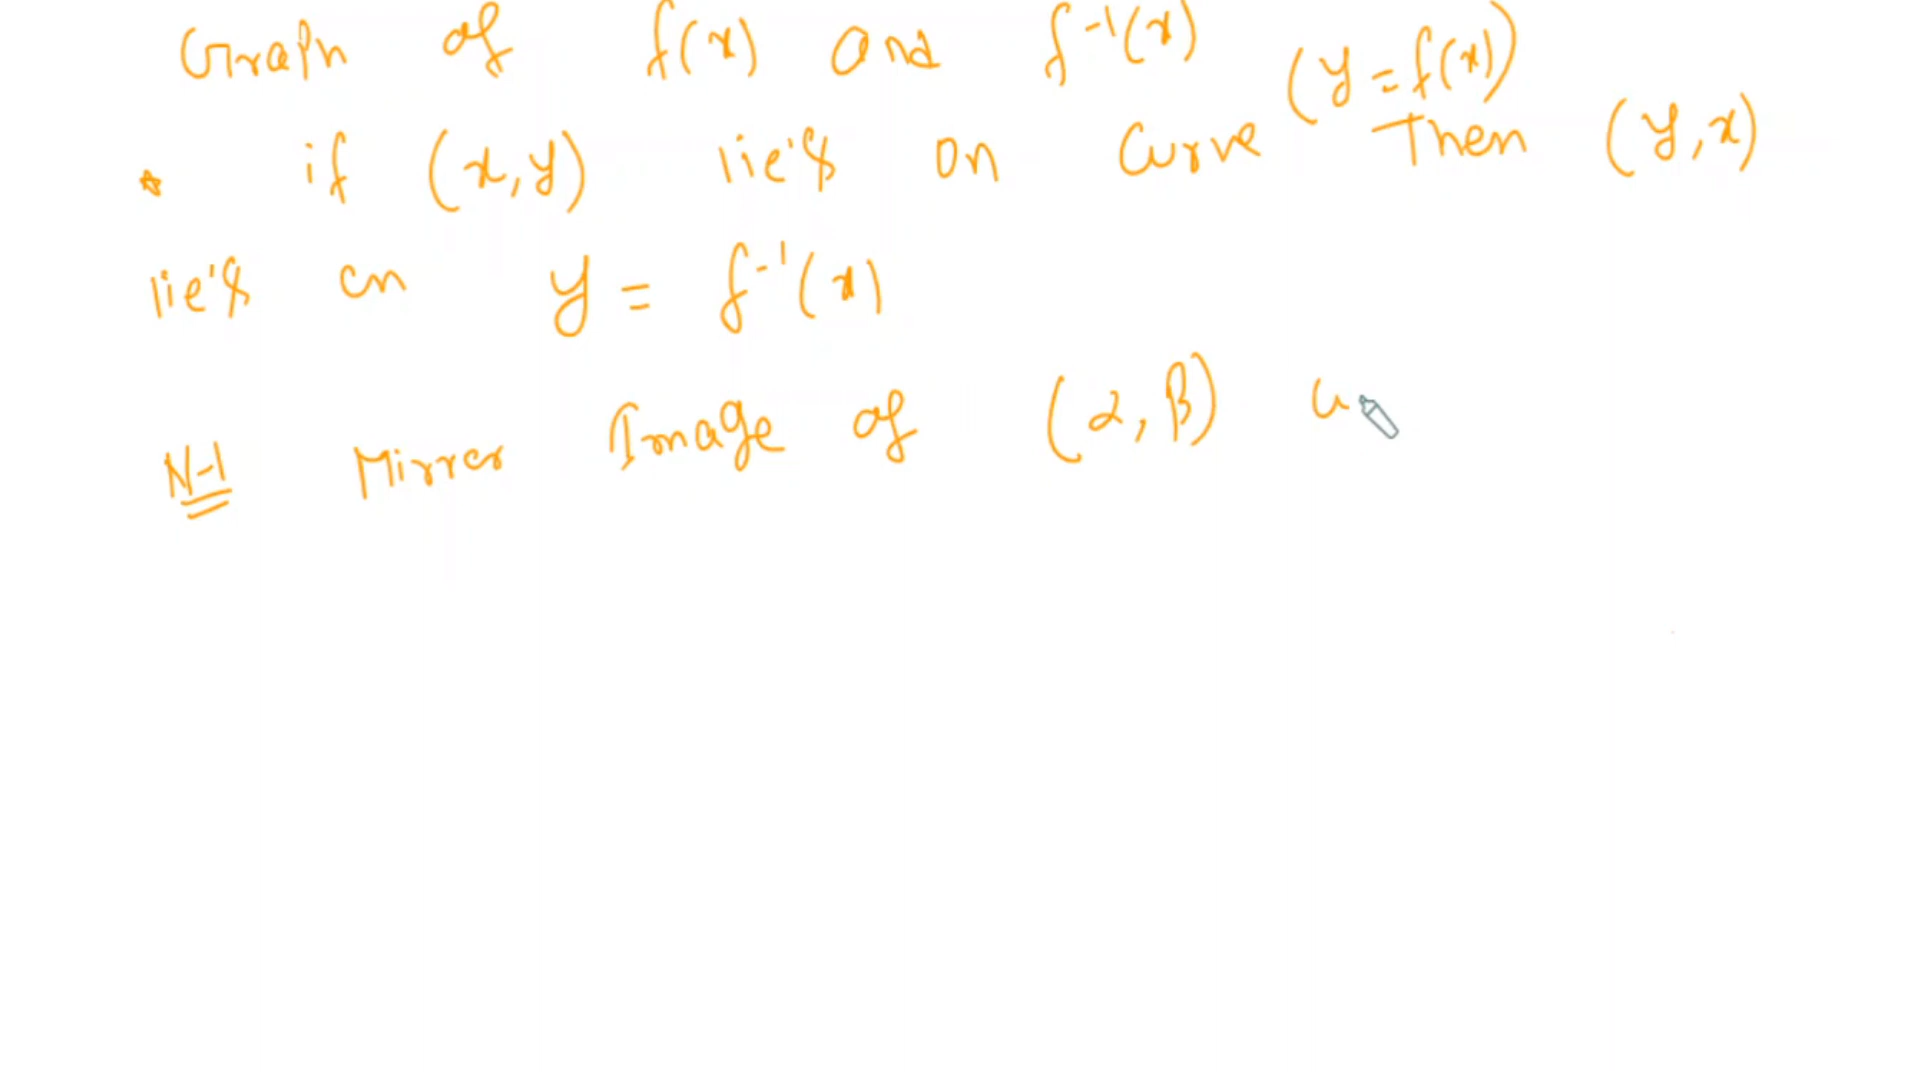 Graph of f(x) and f⁻¹(x)
(y=f(x))
* if (x,y) lie's on Curve Then (y,x)
lie's on y = f⁻¹(x)
N-1 Mirror Image of (α,β)